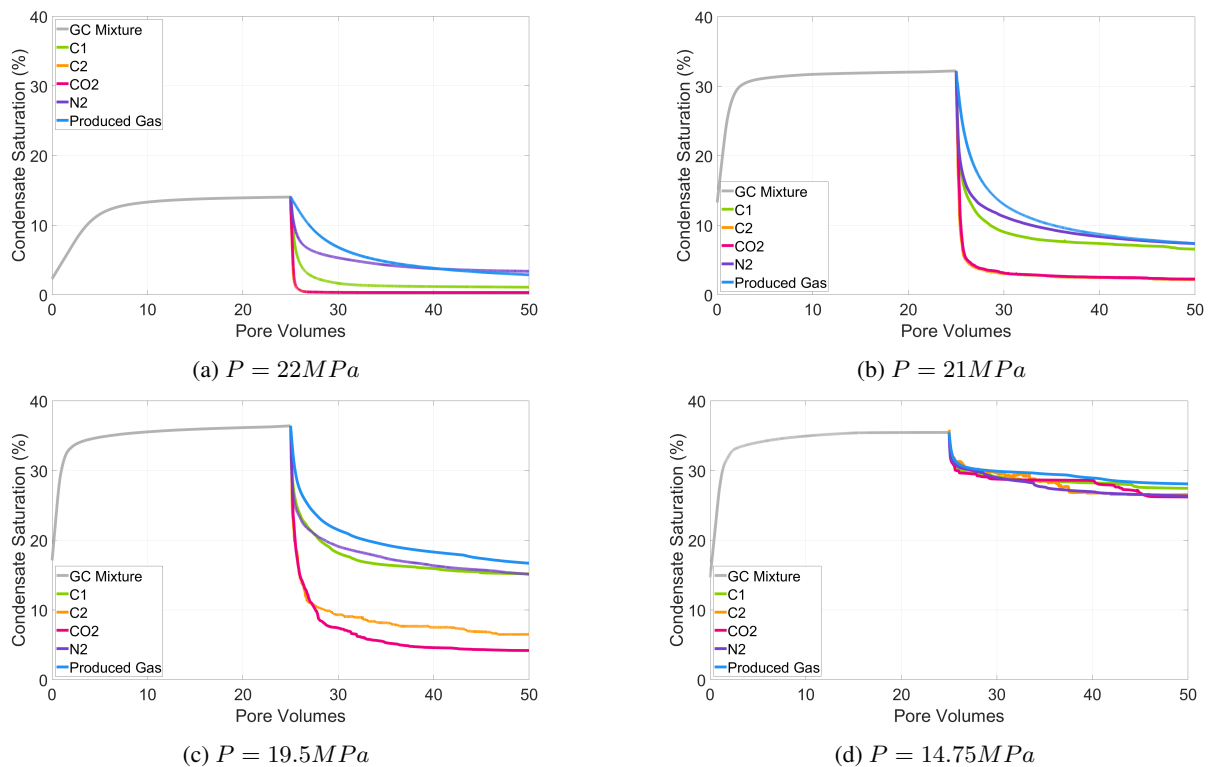 40
30
20
10
0
Condensate Saturation (%)
GC Mixture
C1
C2
CO2
N2
Produced Gas
0 10 20 30 40 50
Pore Volumes
(a) P = 22MPa
40
30
20
10
0
Condensate Saturation (%)
GC Mixture
C1
C2
CO2
N2
Produced Gas
0 10 20 30 40 50
Pore Volumes
(b) P = 21MPa
40
30
20
10
0
Condensate Saturation (%)
GC Mixture
C1
C2
CO2
N2
Produced Gas
0 10 20 30 40 50
Pore Volumes
(c) P = 19.5MPa
40
30
20
10
0
Condensate Saturation (%)
GC Mixture
C1
C2
CO2
N2
Produced Gas
0 10 20 30 40 50
Pore Volumes
(d) P = 14.75MPa